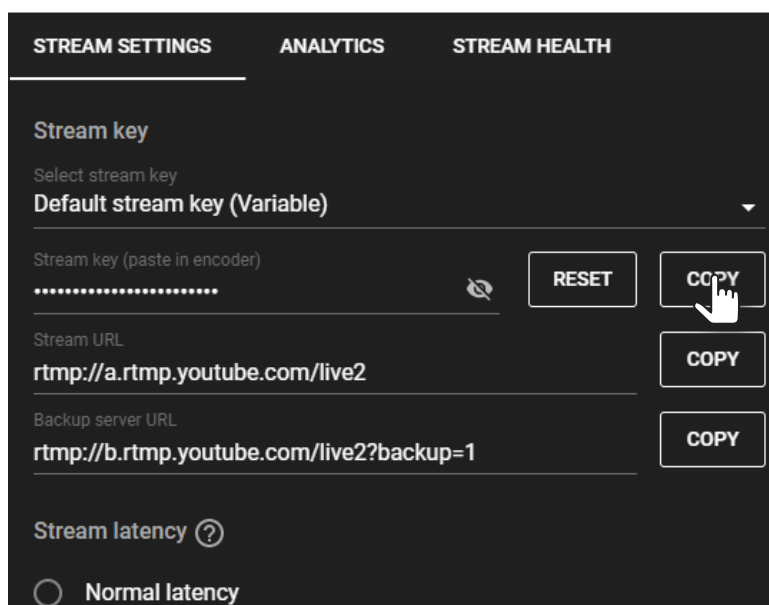 STREAM SETTINGS ANALYTICS STREAM HEALTH
Stream key
Select stream key
Default stream key (Variable)
Stream key (paste in encoder)
•••••••••••••••••••••••• RESET COPY
Stream URL
rtmp://a.rtmp.youtube.com/live2 COPY
Backup server URL
rtmp://b.rtmp.youtube.com/live2?backup=1 COPY
Stream latency ?
Normal latency